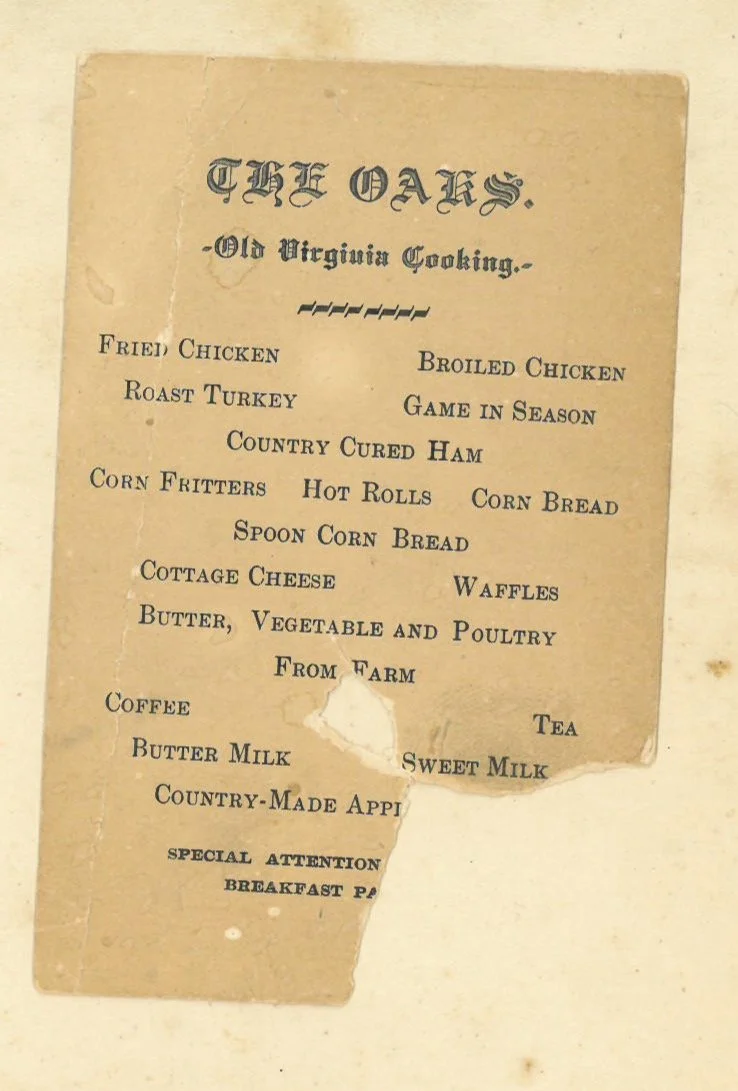 THE OAKS.
-Old Virginia Cooking.-
FRIED CHICKEN BROILED CHICKEN
ROAST TURKEY GAME IN SEASON
COUNTRY CURED HAM
CORN FRITTERS HOT ROLLS CORN BREAD
SPOON CORN BREAD
COTTAGE CHEESE WAFFLES
BUTTER, VEGETABLE AND POULTRY
FROM FARM
COFFEE TEA
BUTTER MILK SWEET MILK
COUNTRY-MADE
SPECIAL ATTENTION
BREAKFAST